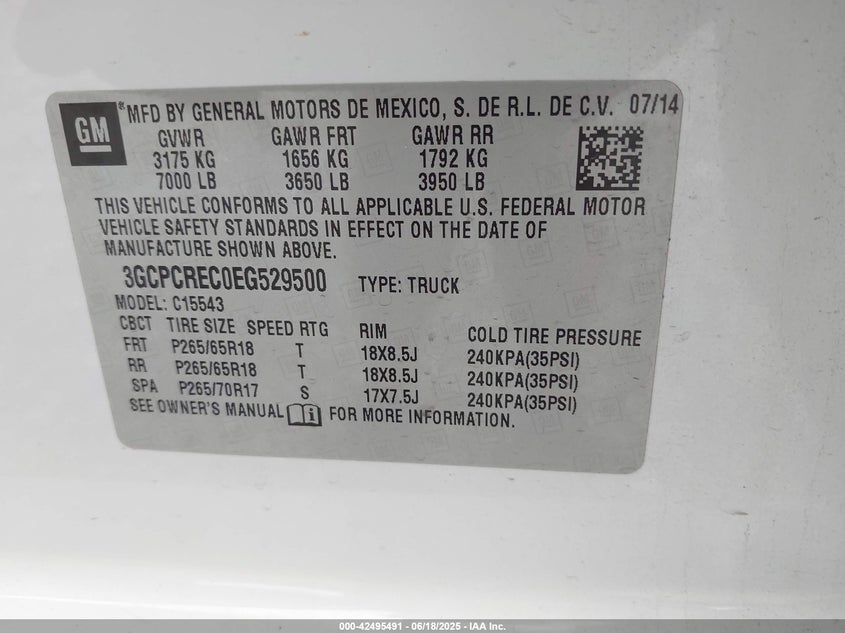 GM
MFD BY GENERAL MOTORS DE MEXICO, S. DE R.L. DE C.V. 07/14
GVWR GAWR FRT GAWR RR
3175 KG 1656 KG 1792 KG
7000 LB 3650 LB 3950 LB
THIS VEHICLE CONFORMS TO ALL APPLICABLE U.S. FEDERAL MOTOR
VEHICLE SAFETY STANDARDS IN EFFECT ON THE DATE OF
MANUFACTURE SHOWN ABOVE.
3GCPCREC0EG529500 TYPE: TRUCK
MODEL: C15543
CBCT TIRE SIZE SPEED RTG RIM COLD TIRE PRESSURE
FRT P265/65R18 T 18X8.5J 240KPA(35PSI)
RR P265/65R18 T 18X8.5J 240KPA(35PSI)
SPA P265/70R17 S 17X7.5J 240KPA(35PSI)
SEE OWNER'S MANUAL FOR MORE INFORMATION.
000-42495491 - 06/18/2025 - IAA Inc.